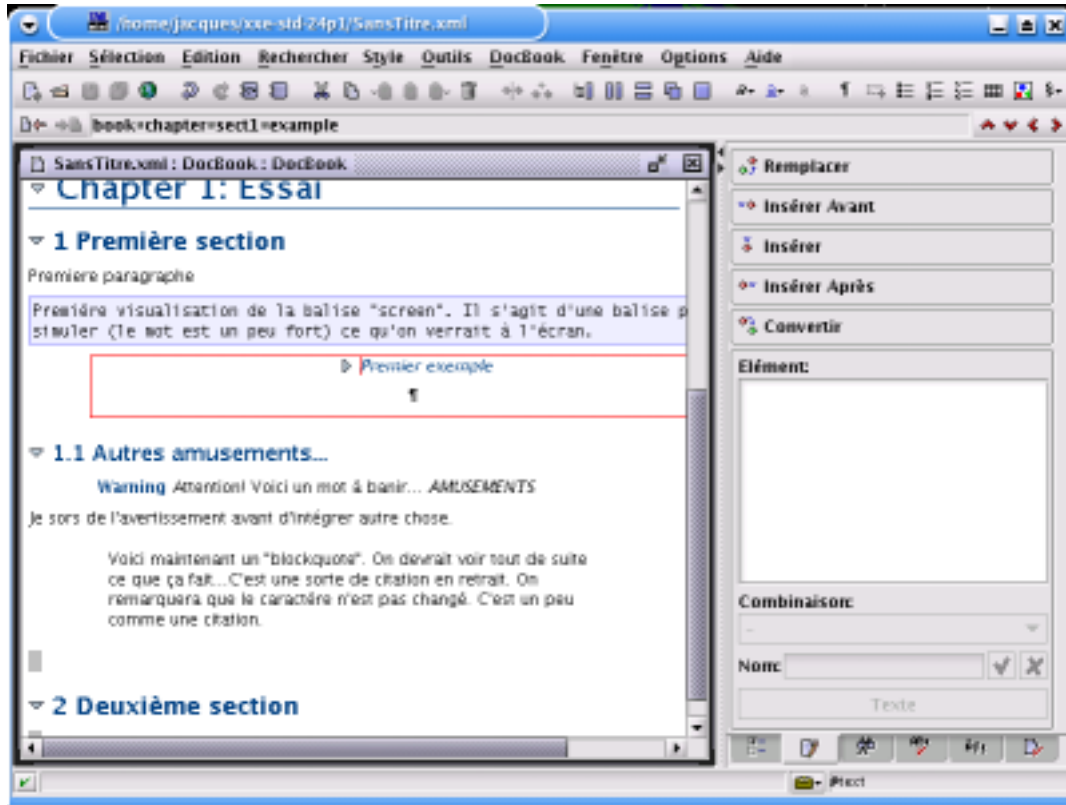 /home/jacques/xxe-std-24p1/SansTitre.xml
Fichier Sélection Edition Rechercher Style Outils DocBook Fenêtre Options Aide
book=chapter=sect1=example
SansTitre.xml : DocBook : DocBook
Chapter 1: Essai
1 Première section
Premiere paragraphe
Premiére visualisation de la balise "screen". Il s'agit d'une balise p
simuler (le mot est un peu fort) ce qu'on verrait à l'écran.
Premier exemple
¶
1.1 Autres amusements...
Warning Attention! Voici un mot à banir... AMUSEMENTS
Je sors de l'avertissement avant d'intégrer autre chose.
Voici maintenant un "blockquote". On devrait voir tout de suite
ce que ça fait...C'est une sorte de citation en retrait. On
remarquera que le caractére n'est pas changé. C'est un peu
comme une citation.
2 Deuxième section
Remplacer
Insérer Avant
Insérer
Insérer Après
Convertir
Elément:
Combinaison:
Nom:
Texte
#text